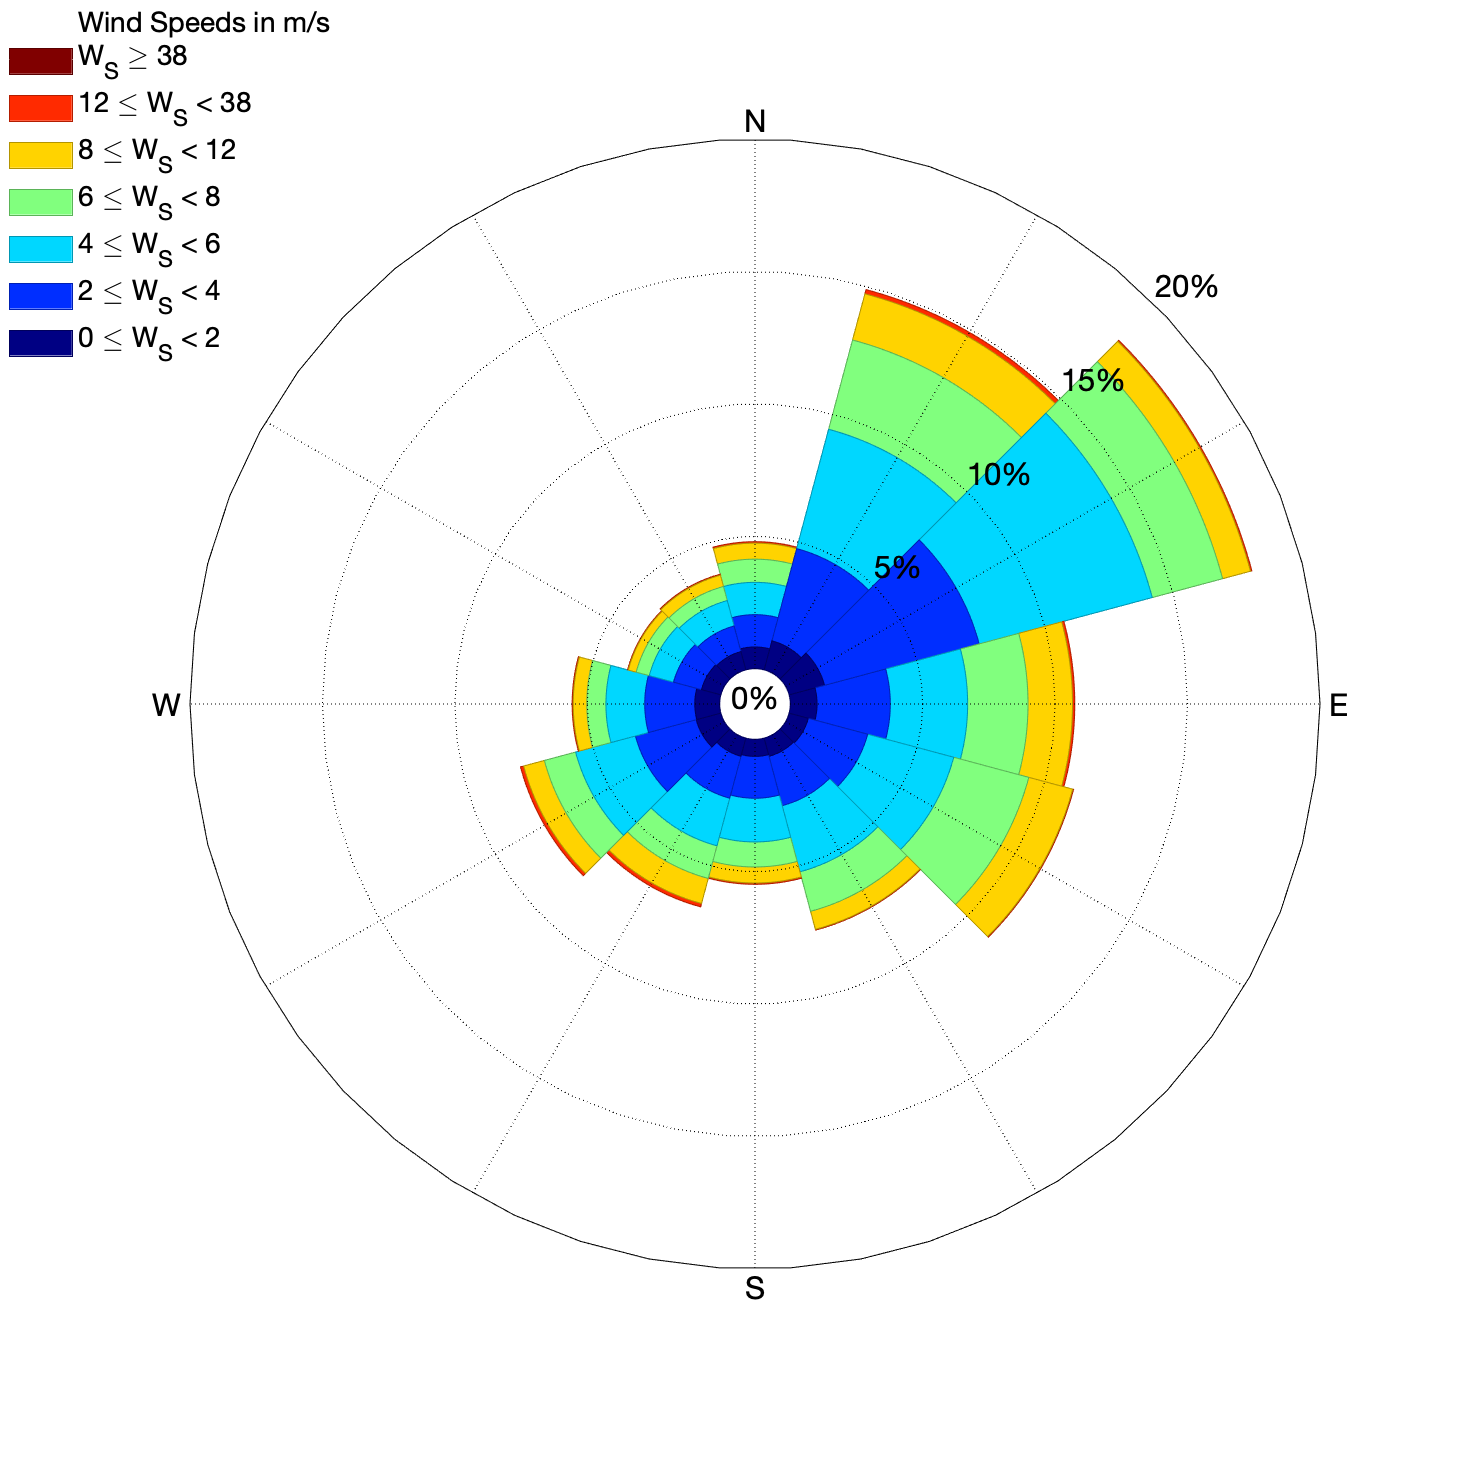 Wind Speeds in m/s
W_S ≥ 38
12 ≤ W_S < 38
8 ≤ W_S < 12
6 ≤ W_S < 8
4 ≤ W_S < 6
2 ≤ W_S < 4
0 ≤ W_S < 2
N
20%
15%
10%
5%
0%
W
E
S